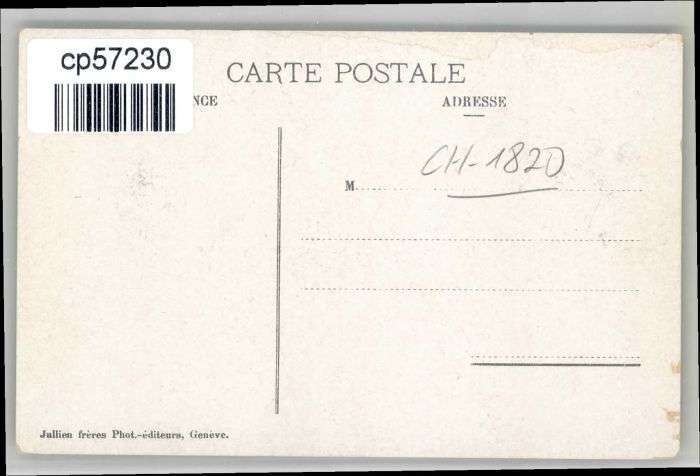 cp57230
CARTE POSTALE
NCE
ADRESSE
CH-1820
M
Jullien frères Phot.-éditeurs, Genève.